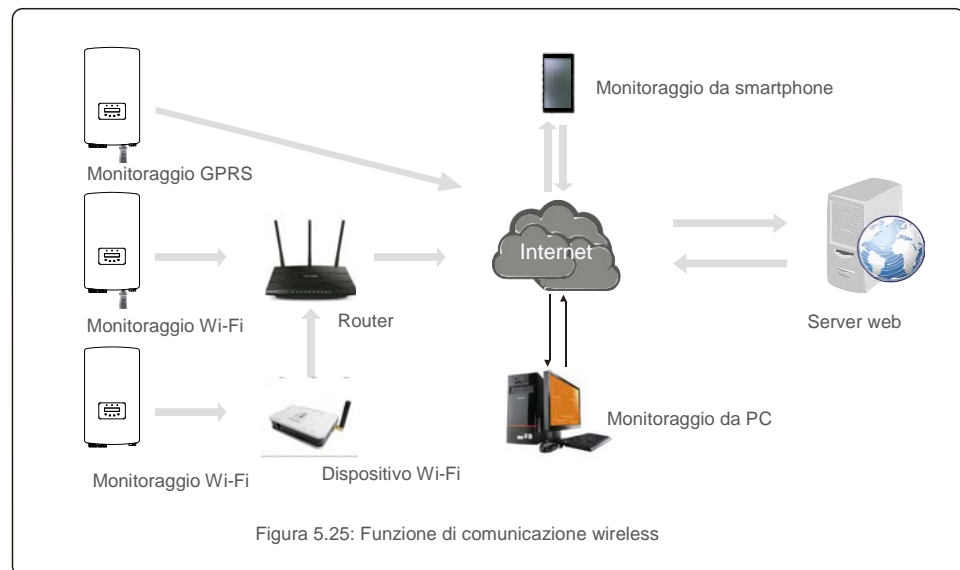 Monitoraggio da smartphone
Monitoraggio GPRS
Internet
Monitoraggio Wi-Fi
Router
Server web
Monitoraggio da PC
Monitoraggio Wi-Fi
Dispositivo Wi-Fi
Figura 5.25: Funzione di comunicazione wireless